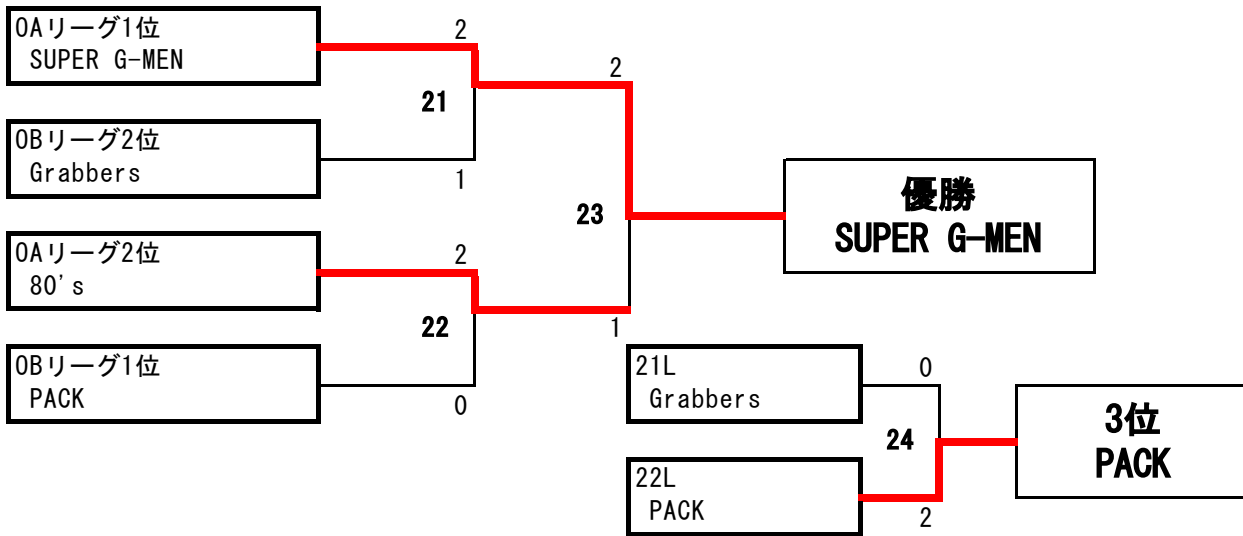 OAリーグ1位
SUPER G-MEN
2
2
21
OBリーグ2位
Grabbers
1
優勝
SUPER G-MEN
23
OAリーグ2位
80's
2
22
1
OBリーグ1位
PACK
0
21L
Grabbers
0
24
3位
PACK
22L
PACK
2